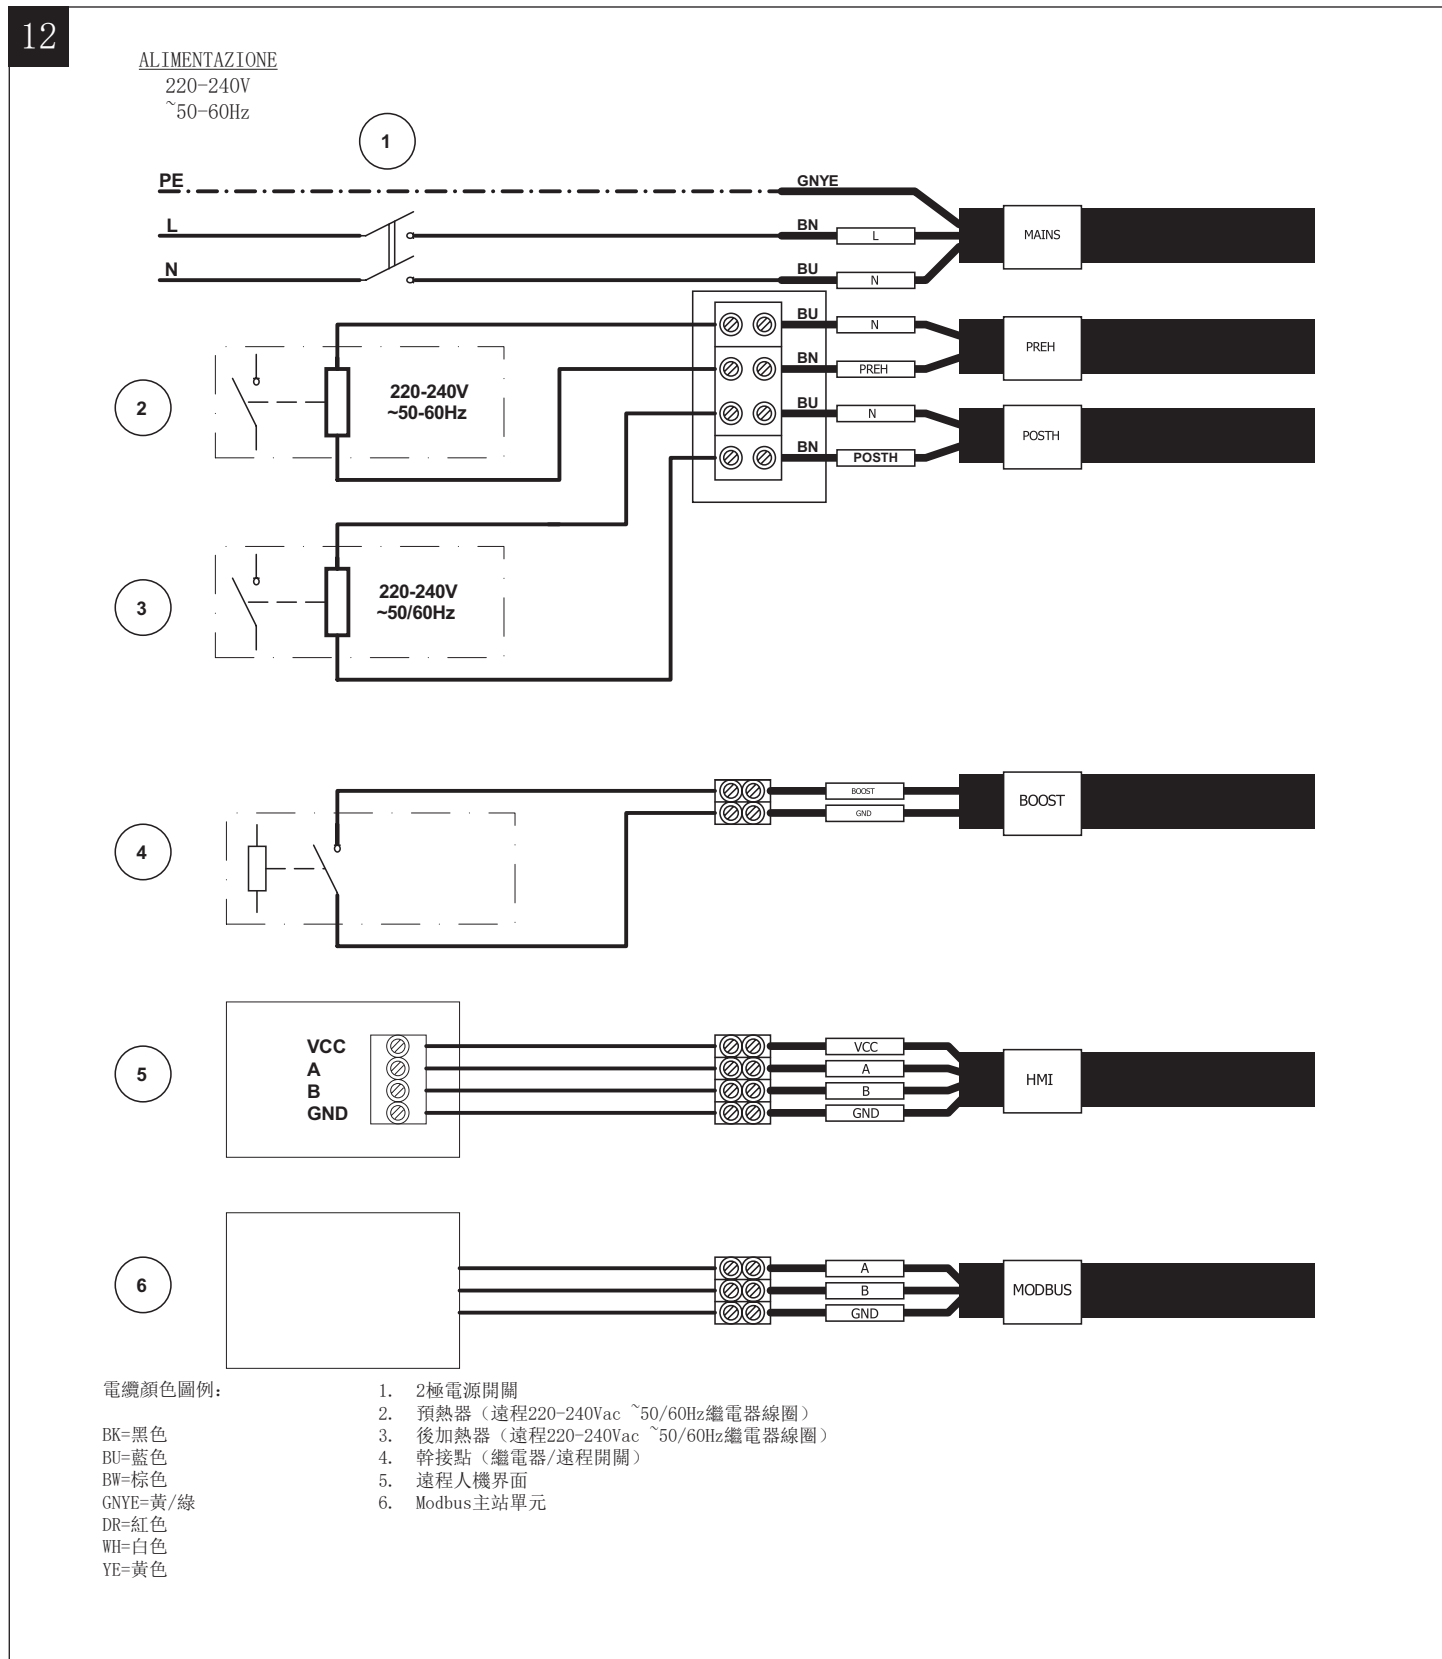 12
ALIMENTAZIONE
220-240V
~50-60Hz
1
PE
GNYE
L
BN
L
MAINS
N
BU
N
BU
N
BN
PREH
PREH
2
220-240V
~50-60Hz
BU
N
BN
POSTH
POSTH
3
220-240V
~50/60Hz
4
BOOST
GND
BOOST
5
VCC
A
B
GND
VCC
A
B
GND
HMI
6
A
B
GND
MODBUS
電纜顏色圖例:
BK=黑色
BU=藍色
BW=棕色
GNYE=黃/綠
DR=紅色
WH=白色
YE=黃色
1. 2極電源開關
2. 預熱器（遠程220-240Vac ~50/60Hz繼電器線圈）
3. 後加熱器（遠程220-240Vac ~50/60Hz繼電器線圈）
4. 幹接點（繼電器/遠程開關）
5. 遠程人機界面
6. Modbus主站單元